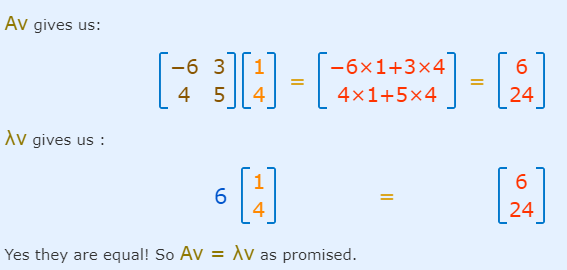 Av gives us:
−6 3 1 = −6×1+3×4 = 6
4 5 4 4×1+5×4 24
λv gives us :
6 1 = 6
4 24
Yes they are equal! So Av = λv as promised.